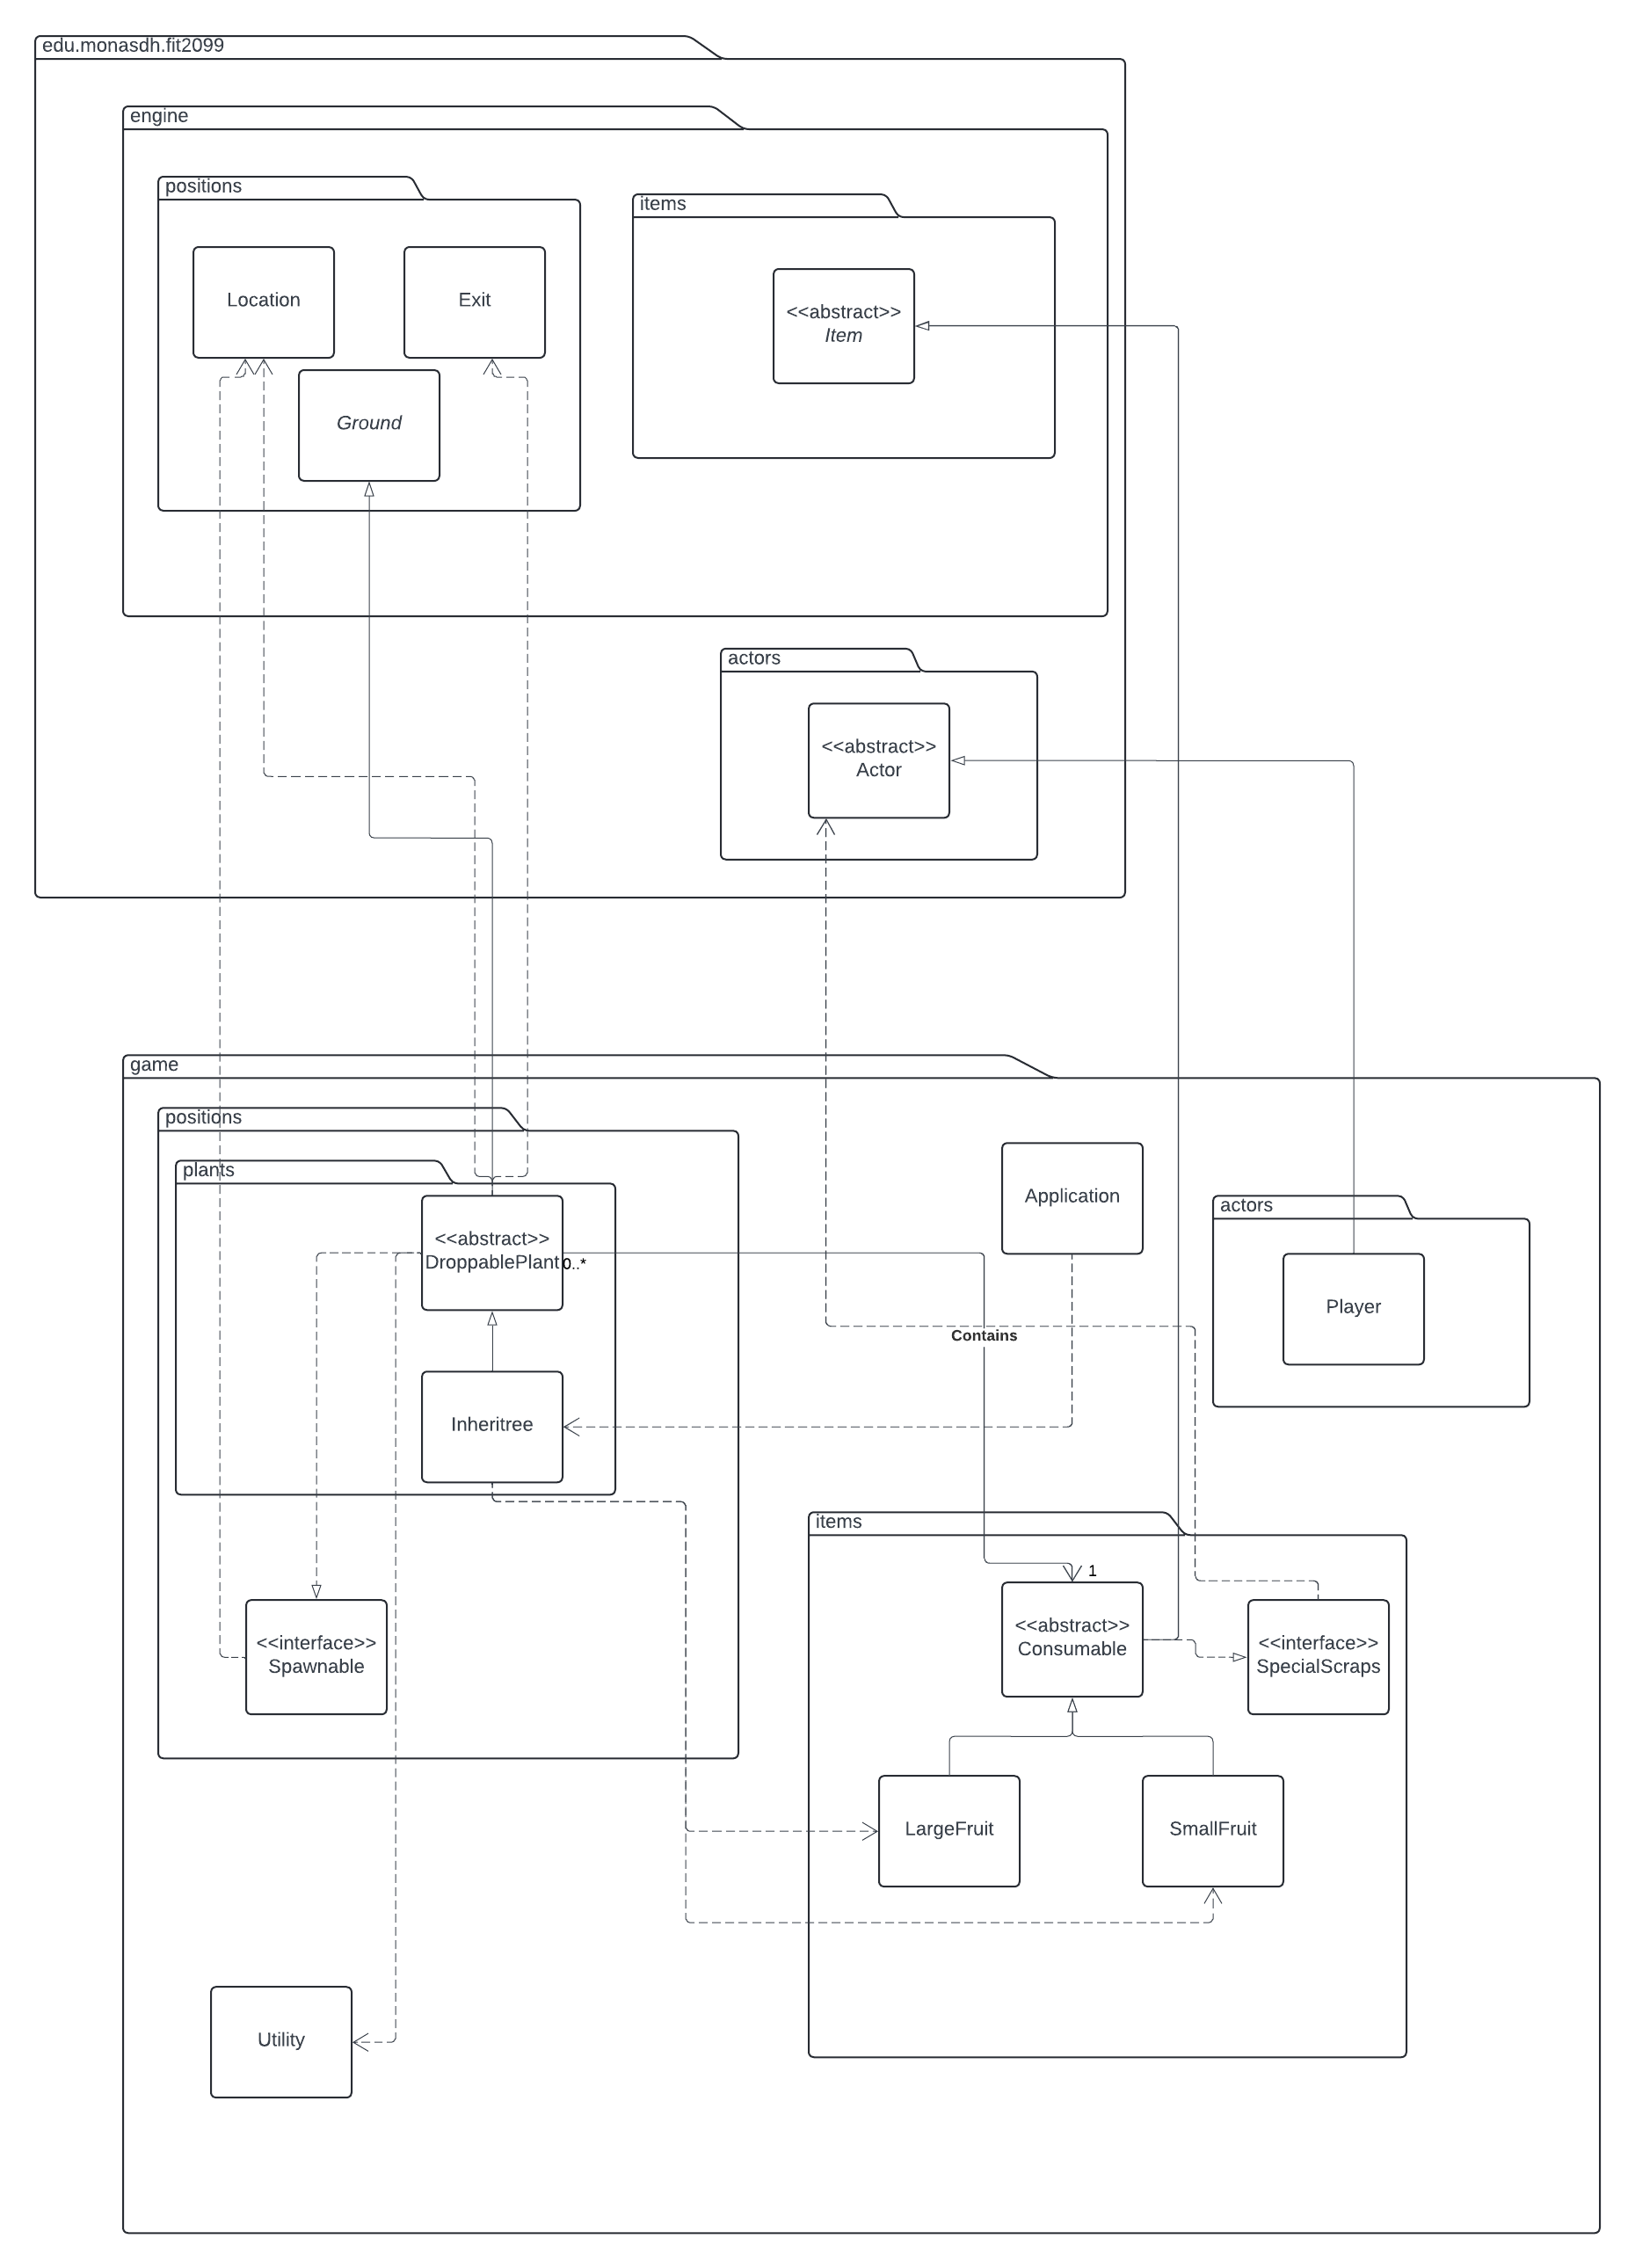 edu.monasdh.fit2099
engine
positions
items
Location
Exit
<<abstract>>
Item
Ground
actors
<<abstract>>
Actor
game
positions
plants
Application
actors
<<abstract>>
DroppablePlant
0..*
Player
Contains
Inheritree
items
1
<<interface>>
Spawnable
<<abstract>>
Consumable
<<interface>>
SpecialScraps
LargeFruit
SmallFruit
Utility